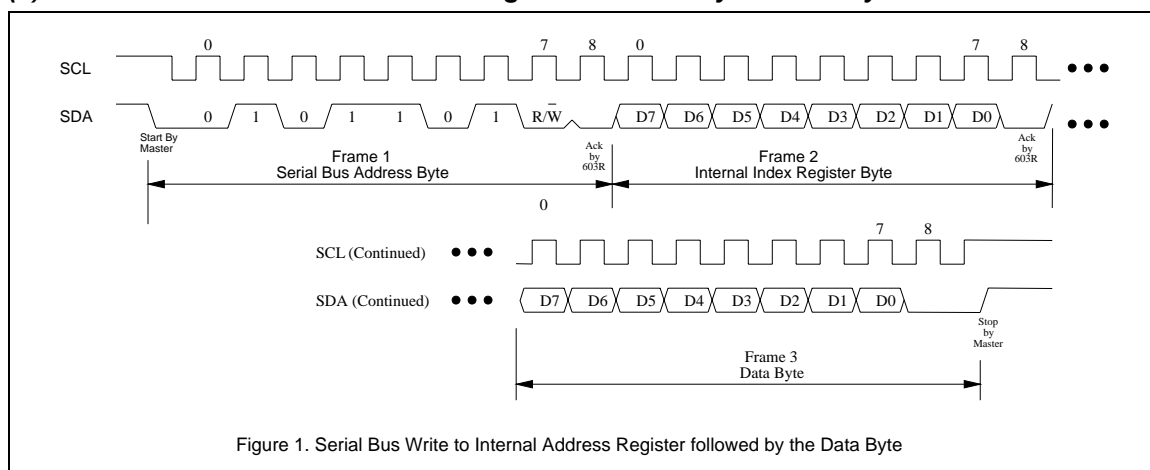 0 7 8 0 7 8
SCL
SDA 0 1 0 1 1 0 1 R/W̅ D7 D6 D5 D4 D3 D2 D1 D0
Start By
Master
Ack
by
603R
Ack
by
603R
Frame 1
Serial Bus Address Byte
Frame 2
Internal Index Register Byte
0 7 8
SCL (Continued)
SDA (Continued) D7 D6 D5 D4 D3 D2 D1 D0
Stop
by
Master
Frame 3
Data Byte
Figure 1. Serial Bus Write to Internal Address Register followed by the Data Byte